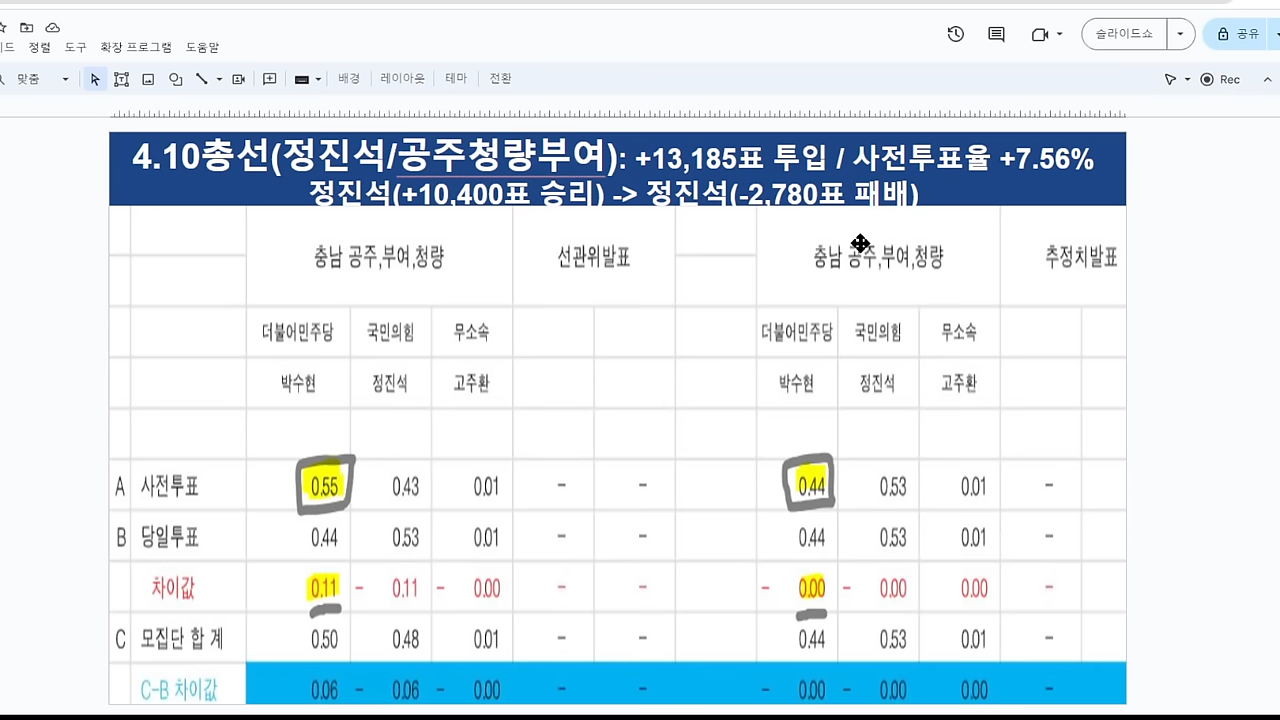 정렬 도구 확장 프로그램 도움말
슬라이드쇼
공유
맞춤
배경 레이아웃 테마 전환
Rec
4.10총선(정진석/공주청량부여): +13,185표 투입 / 사전투표율 +7.56%
정진석(+10,400표 승리) -> 정진석(-2,780표 패배)
충남 공주,부여,청량 선관위발표 충남 공주,부여,청량 추정치발표
더불어민주당 국민의힘 무소속 더불어민주당 국민의힘 무소속
박수현 정진석 고주환 박수현 정진석 고주환
A 사전투표 0.55 0.43 0.01 - - 0.44 0.53 0.01 -
B 당일투표 0.44 0.53 0.01 - - 0.44 0.53 0.01 -
차이값 0.11 - 0.11 - 0.00 - - - 0.00 - 0.00 0.00 -
C 모집단 합 계 0.50 0.48 0.01 - - 0.44 0.53 0.01 -
C-B 차이값 0.06 - 0.06 - 0.00 - - - 0.00 - 0.00 0.00 -